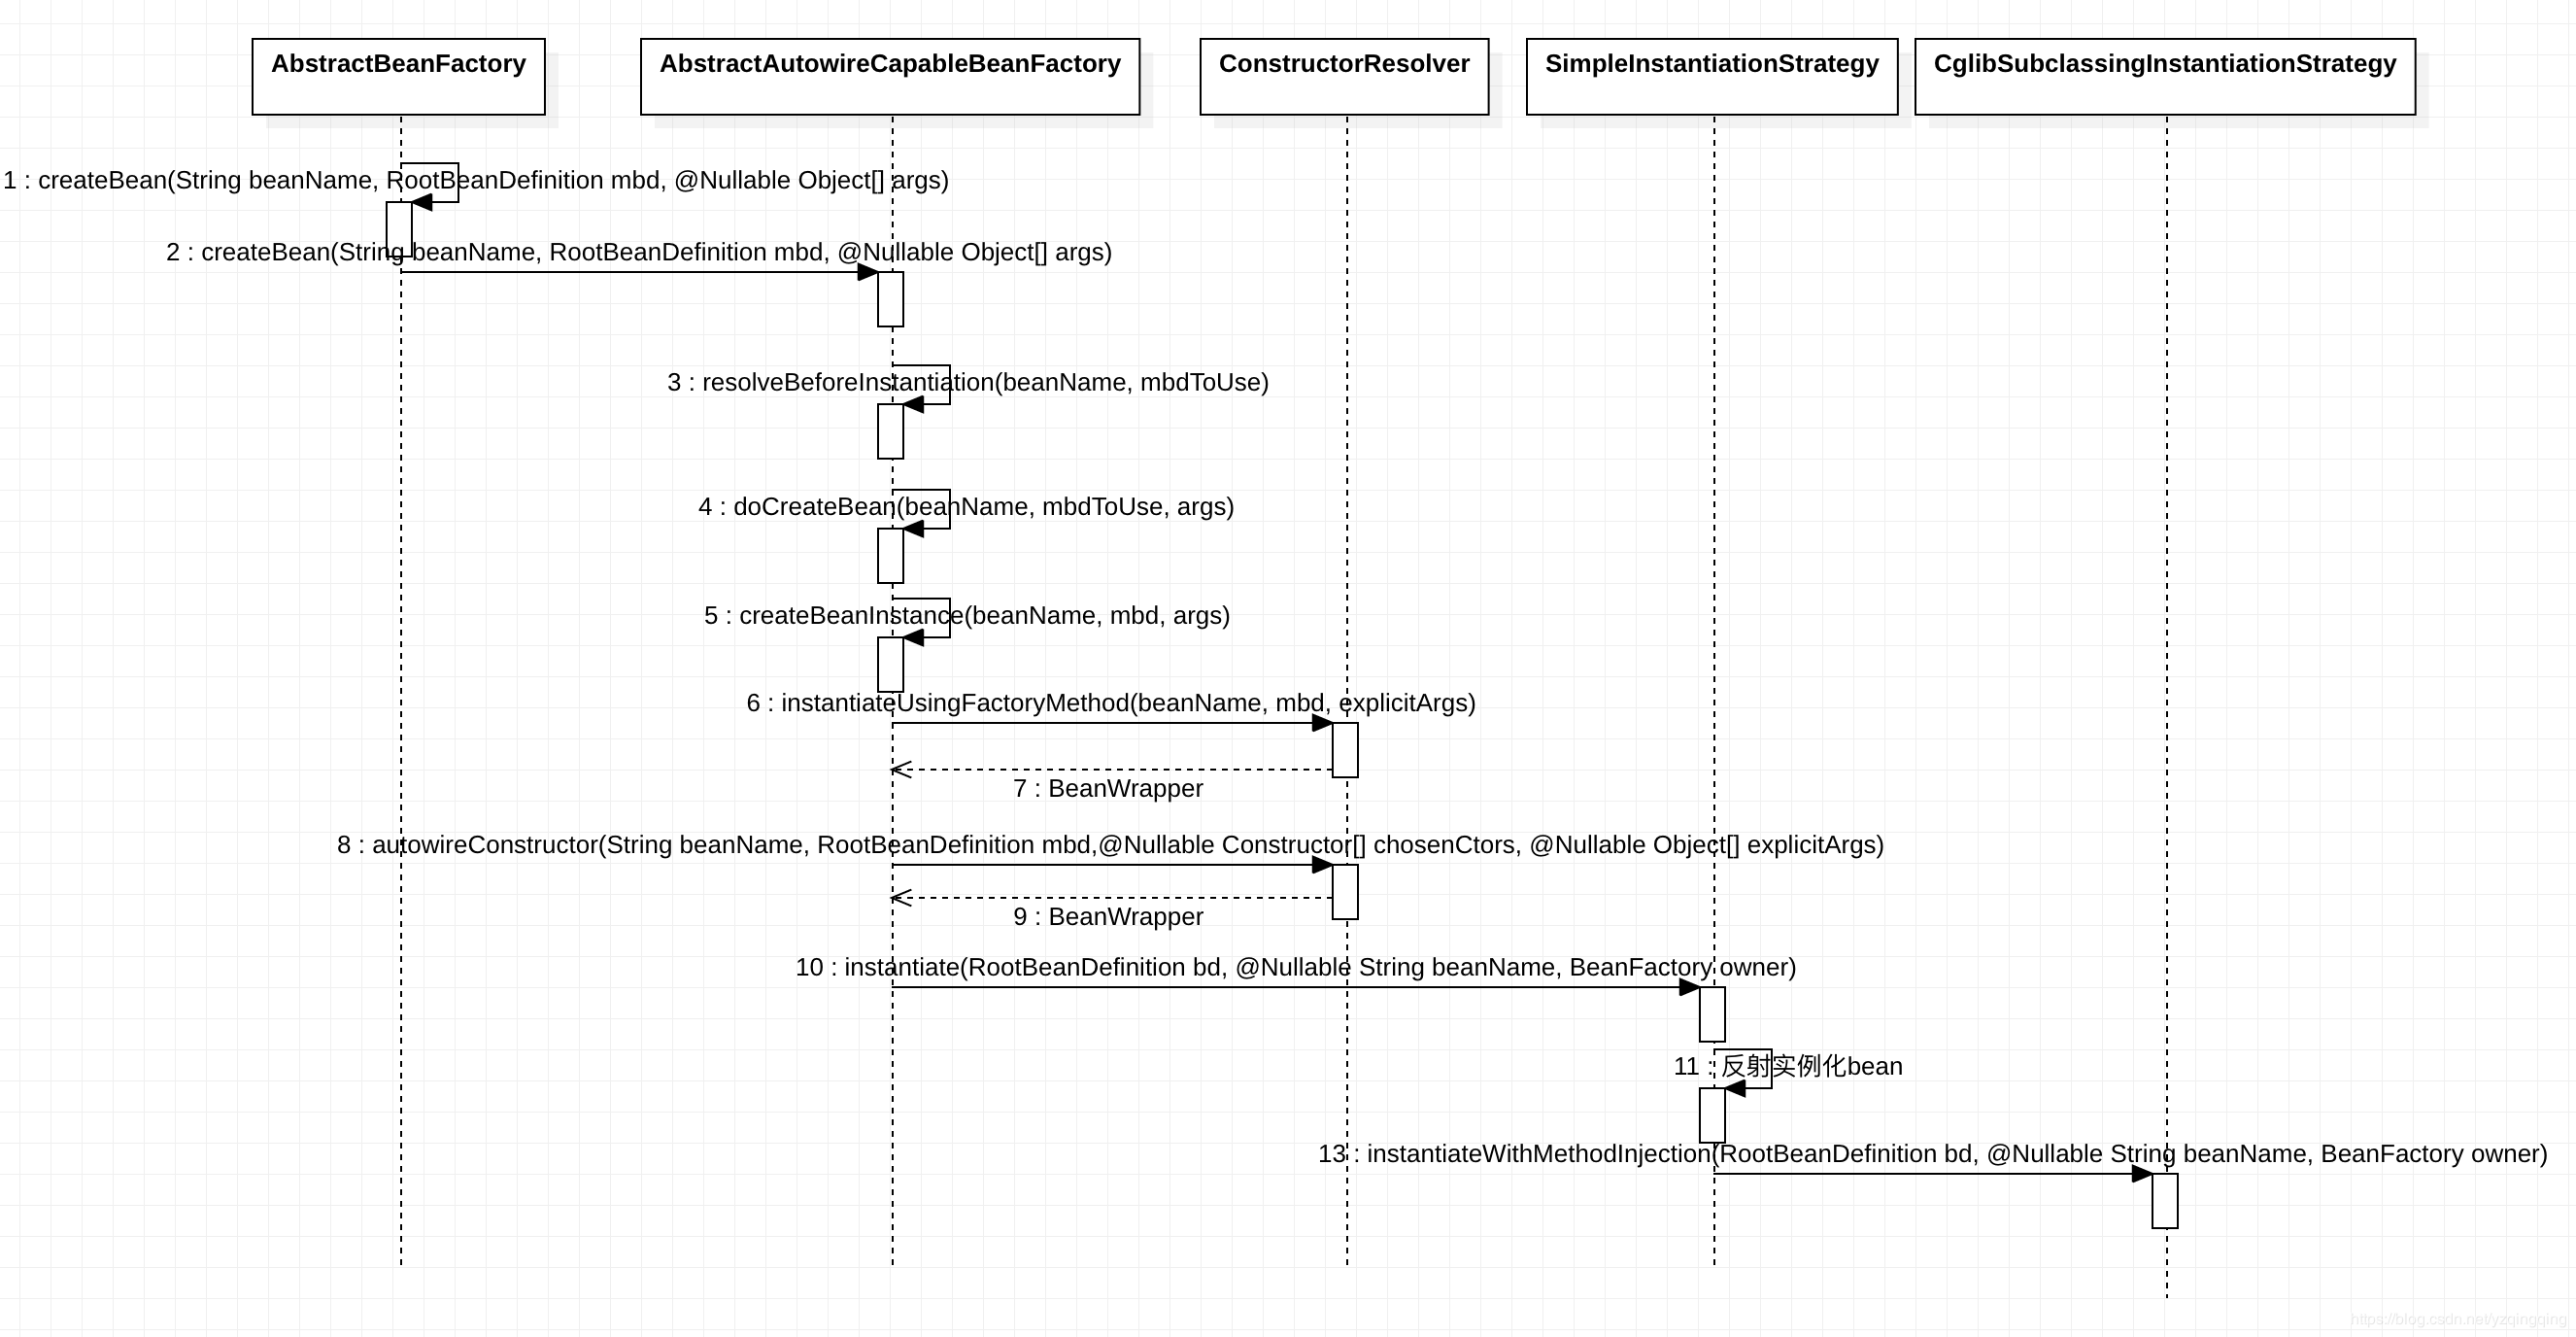 AbstractBeanFactory
AbstractAutowireCapableBeanFactory
ConstructorResolver
SimpleInstantiationStrategy
CglibSubclassingInstantiationStrategy
1 : createBean(String beanName, RootBeanDefinition mbd, @Nullable Object[] args)
2 : createBean(String beanName, RootBeanDefinition mbd, @Nullable Object[] args)
3 : resolveBeforeInstantiation(beanName, mbdToUse)
4 : doCreateBean(beanName, mbdToUse, args)
5 : createBeanInstance(beanName, mbd, args)
6 : instantiateUsingFactoryMethod(beanName, mbd, explicitArgs)
7 : BeanWrapper
8 : autowireConstructor(String beanName, RootBeanDefinition mbd,@Nullable Constructor[] chosenCtors, @Nullable Object[] explicitArgs)
9 : BeanWrapper
10 : instantiate(RootBeanDefinition bd, @Nullable String beanName, BeanFactory owner)
11 : 反射实例化bean
13 : instantiateWithMethodInjection(RootBeanDefinition bd, @Nullable String beanName, BeanFactory owner)
https://blog.csdn.net/yzqingqing